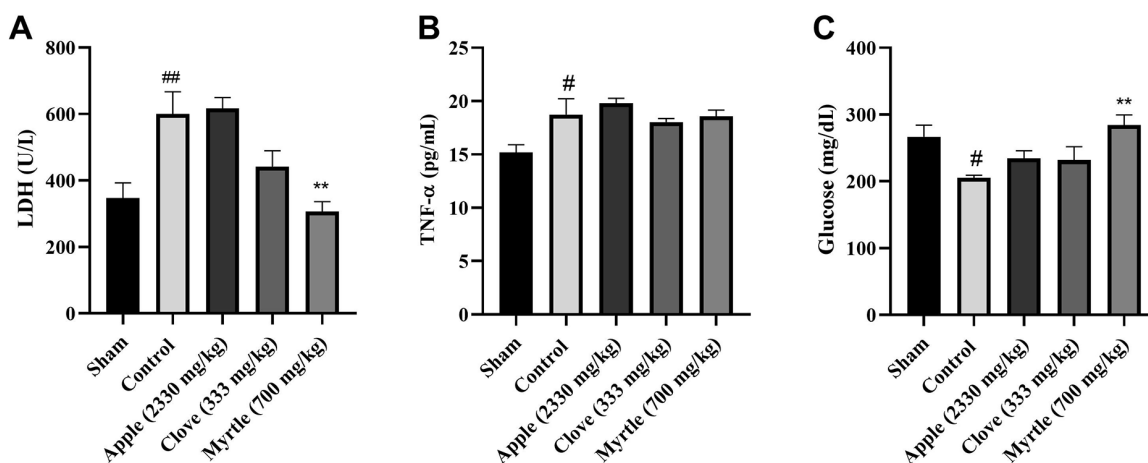 A
LDH (U/L)
800
600
400
200
0
##
**
Sham
Control
Apple (2330 mg/kg)
Clove (333 mg/kg)
Myrtle (700 mg/kg)
B
TNF-α (pg/mL)
25
20
15
10
5
0
#
Sham
Control
Apple (2330 mg/kg)
Clove (333 mg/kg)
Myrtle (700 mg/kg)
C
Glucose (mg/dL)
400
300
200
100
0
#
**
Sham
Control
Apple (2330 mg/kg)
Clove (333 mg/kg)
Myrtle (700 mg/kg)